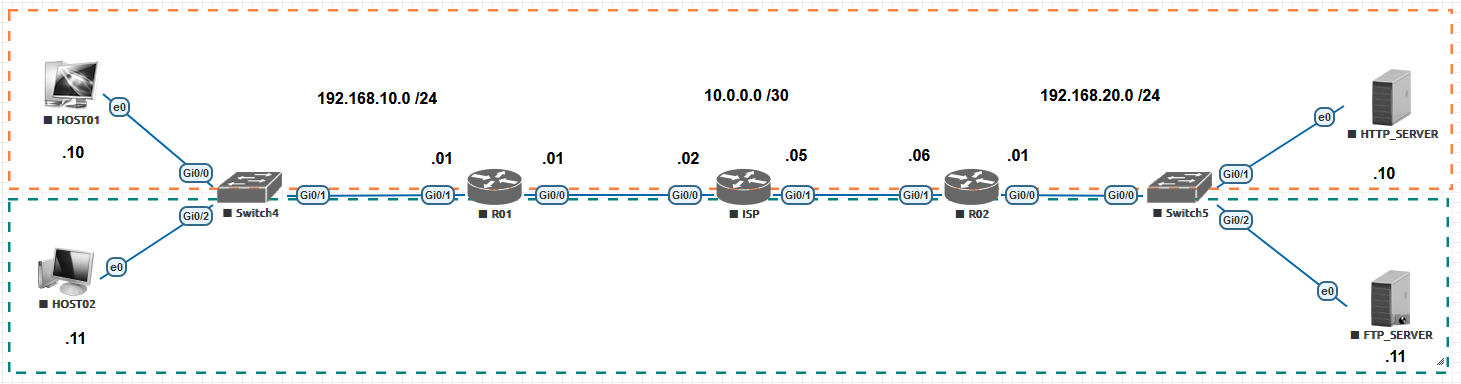 192.168.10.0 /24
10.0.0.0 /30
192.168.20.0 /24
e0
HOST01
.10
Gi0/0
Switch4
Gi0/1
Gi0/2
e0
HOST02
.11
.01
Gi0/1
R01
.01
Gi0/0
.02
Gi0/0
ISP
.05
Gi0/1
.06
Gi0/1
R02
.01
Gi0/0
Gi0/0
Switch5
Gi0/1
e0
HTTP_SERVER
.10
Gi0/2
e0
FTP_SERVER
.11